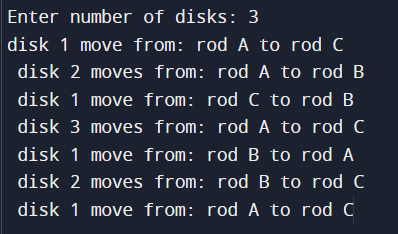 Enter number of disks: 3
disk 1 move from: rod A to rod C
disk 2 moves from: rod A to rod B
disk 1 move from: rod C to rod B
disk 3 moves from: rod A to rod C
disk 1 move from: rod B to rod A
disk 2 moves from: rod B to rod C
disk 1 move from: rod A to rod C